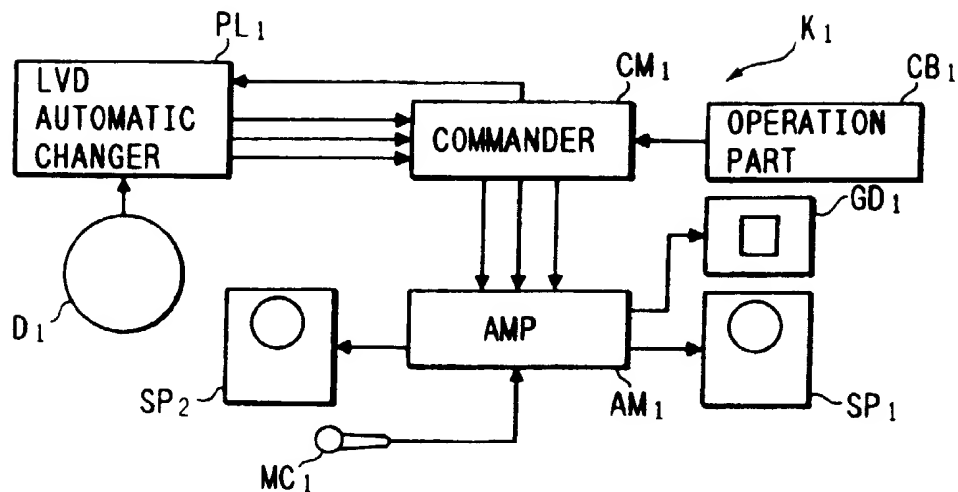 PL₁
K₁
LVD
AUTOMATIC
CHANGER
CM₁
COMMANDER
CB₁
OPERATION
PART
GD₁
D₁
SP₂
AMP
AM₁
SP₁
MC₁